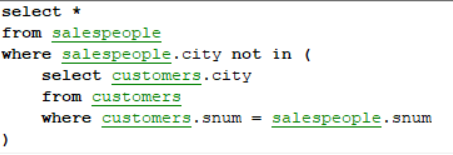 select *
from salespeople
where salespeople.city not in (
    select customers.city
    from customers
    where customers.snum = salespeople.snum
)